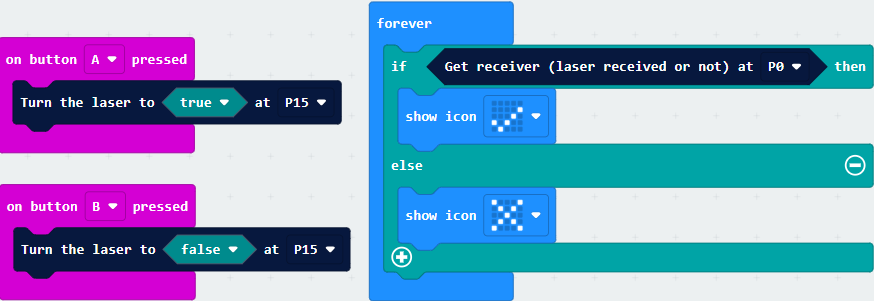 on button A pressed
Turn the laser to true at P15
on button B pressed
Turn the laser to false at P15
forever
if Get receiver (laser received or not) at P0 then
show icon
else
show icon